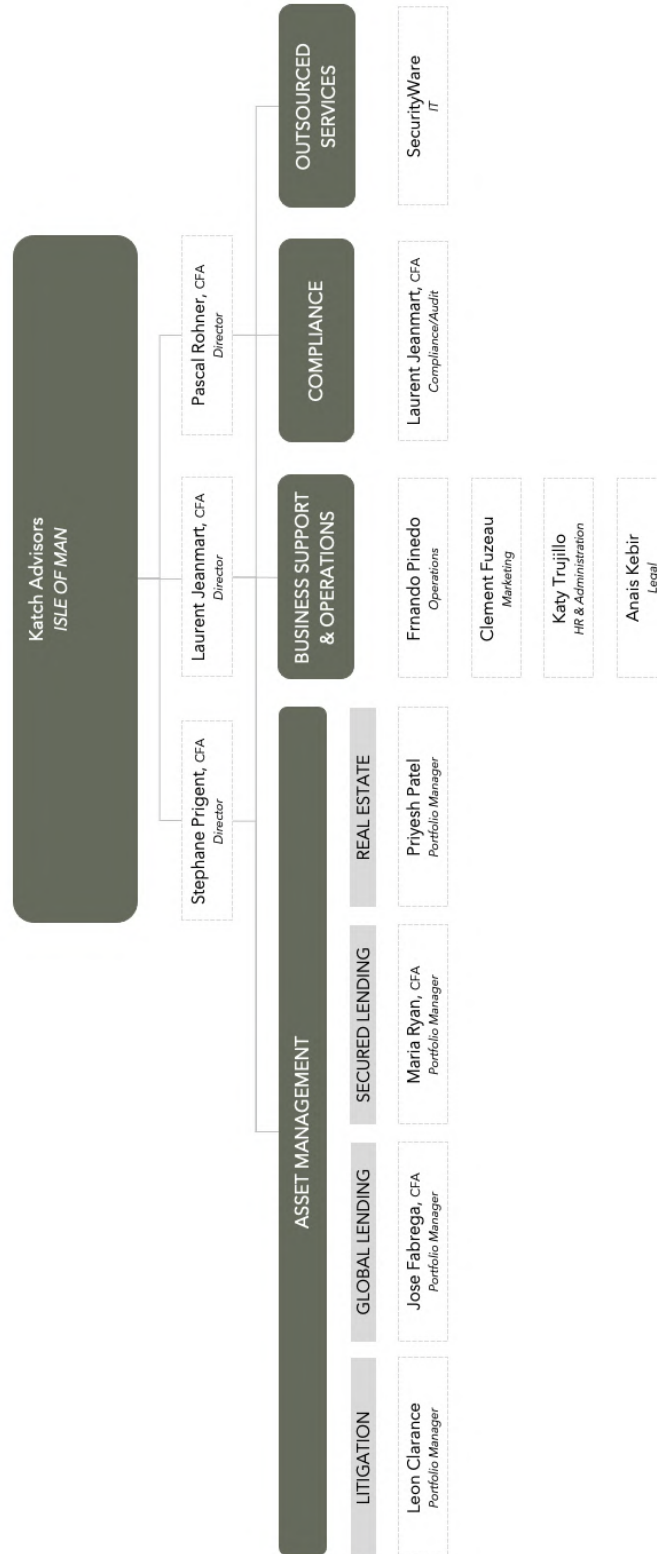 Katch Advisors
ISLE OF MAN
Stephane Prigent, CFA
Director
Laurent Jeanmart, CFA
Director
Pascal Rohner, CFA
Director
ASSET MANAGEMENT
BUSINESS SUPPORT
& OPERATIONS
COMPLIANCE
OUTSOURCED
SERVICES
LITIGATION
GLOBAL LENDING
SECURED LENDING
REAL ESTATE
Leon Clarance
Portfolio Manager
Jose Fabrega, CFA
Portfolio Manager
Maria Ryan, CFA
Portfolio Manager
Priyesh Patel
Portfolio Manager
Frnando Pinedo
Operations
Laurent Jeanmart, CFA
Compliance/Audit
SecurityWare
IT
Clement Fuzeau
Marketing
Katy Trujillo
HR & Administration
Anais Kebir
Legal